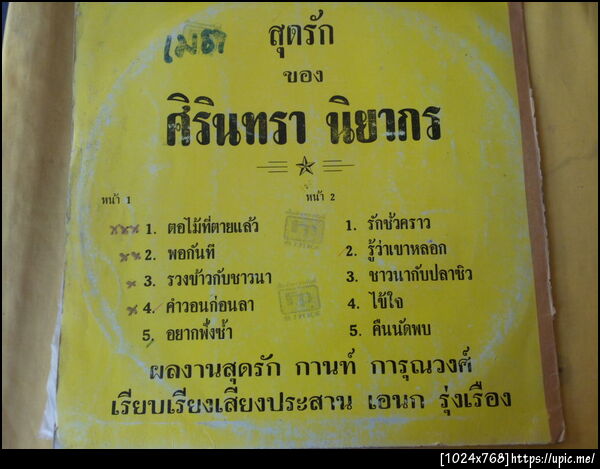 เมตา
สุดรัก
ของ
ศิรินทรา นิยากร
หน้า 1
1. ตอไม้ที่ตายแล้ว
2. พอกันที
3. รวงข้าวกับชาวนา
4. คำวอนก่อนลา
5. อยากฟังซ้ำ
หน้า 2
1. รักชั่วคราว
2. รู้ว่าเขาหลอก
3. ชาวนากับปลาซิว
4. ไข้ใจ
5. คืนนัดพบ
ผลงานสุดรัก กานท์ การุณวงศ์
เรียบเรียงเสียงประสาน เอนก รุ่งเรือง
[1024x768]https://upic.me/